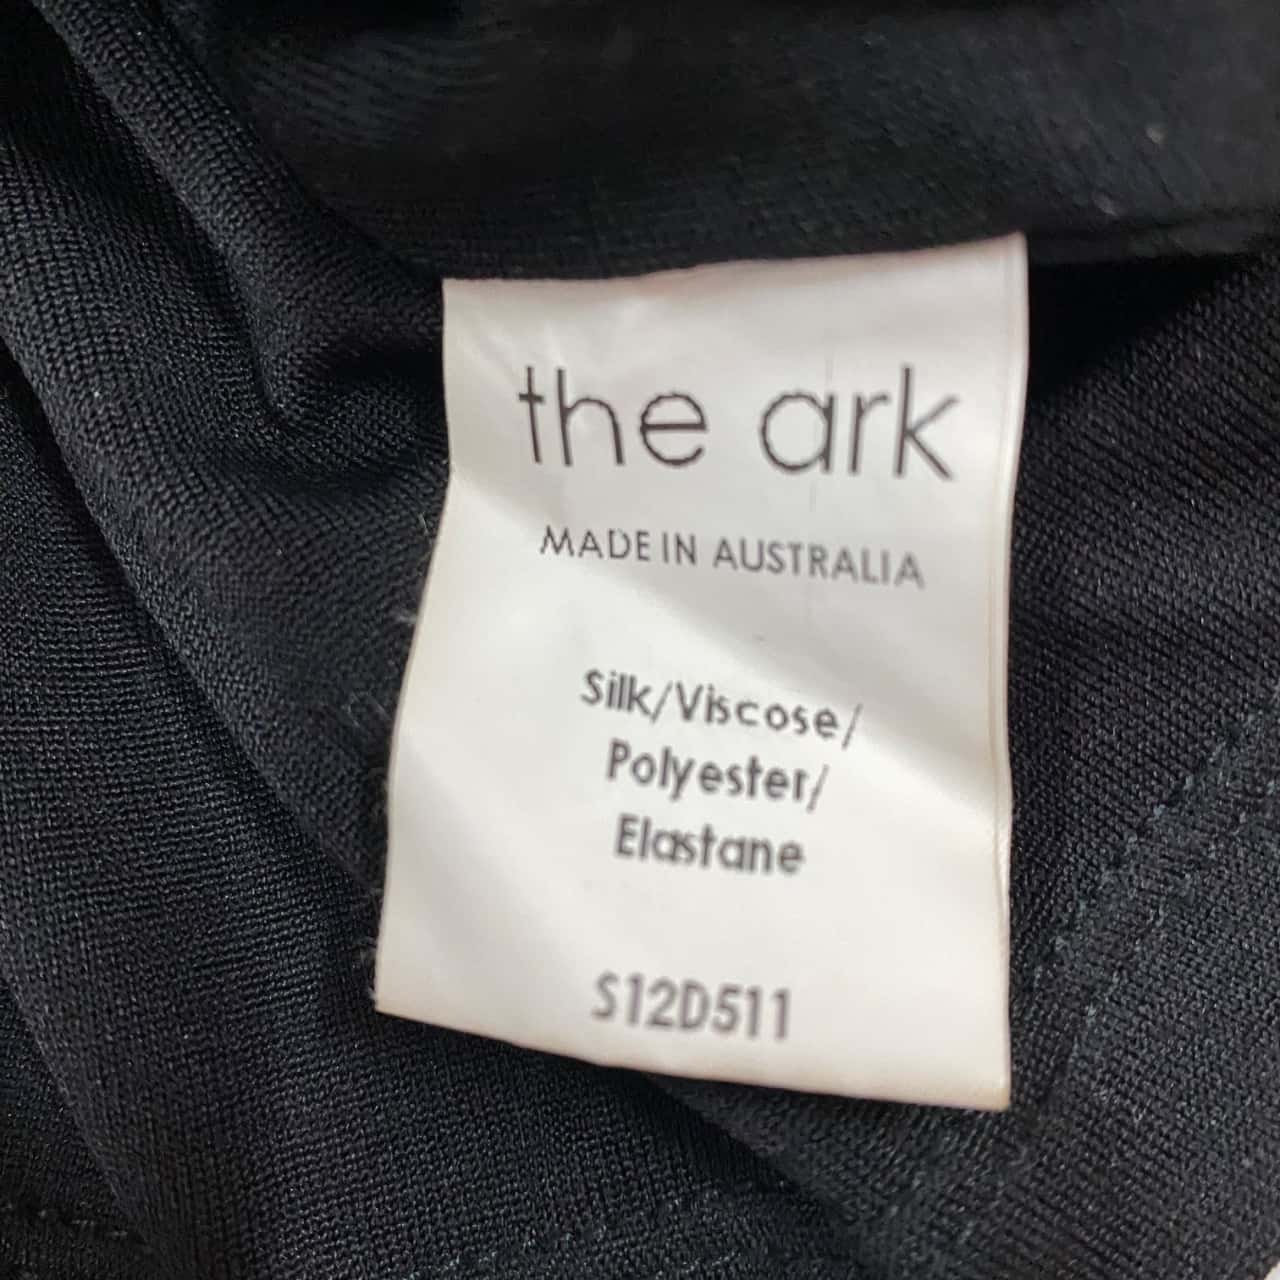 the ark
MADE IN AUSTRALIA
Silk/Viscose/
Polyester/
Elastane
S12D511